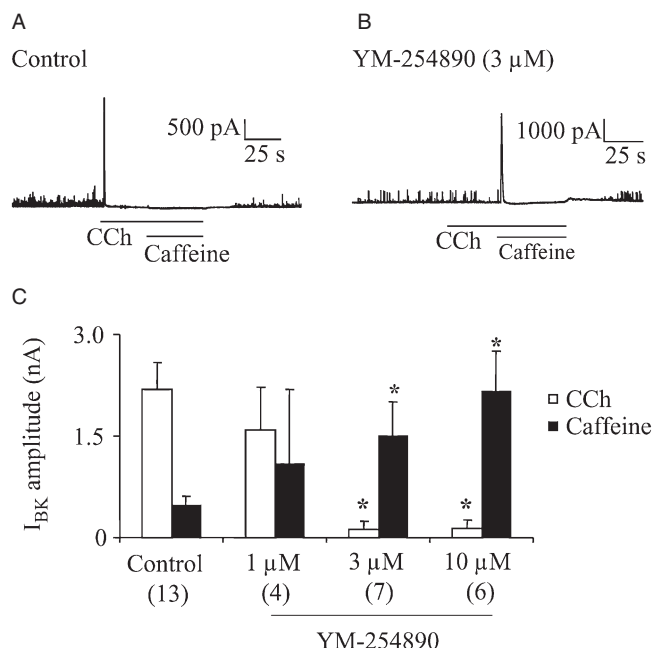 A
Control
500 pA
25 s
CCh
Caffeine
B
YM-254890 (3 µM)
1000 pA
25 s
CCh
Caffeine
C
I_BK amplitude (nA)
3.0
1.5
0
* * * *
CCh
Caffeine
Control 1 µM 3 µM 10 µM
(13) (4) (7) (6)
YM-254890